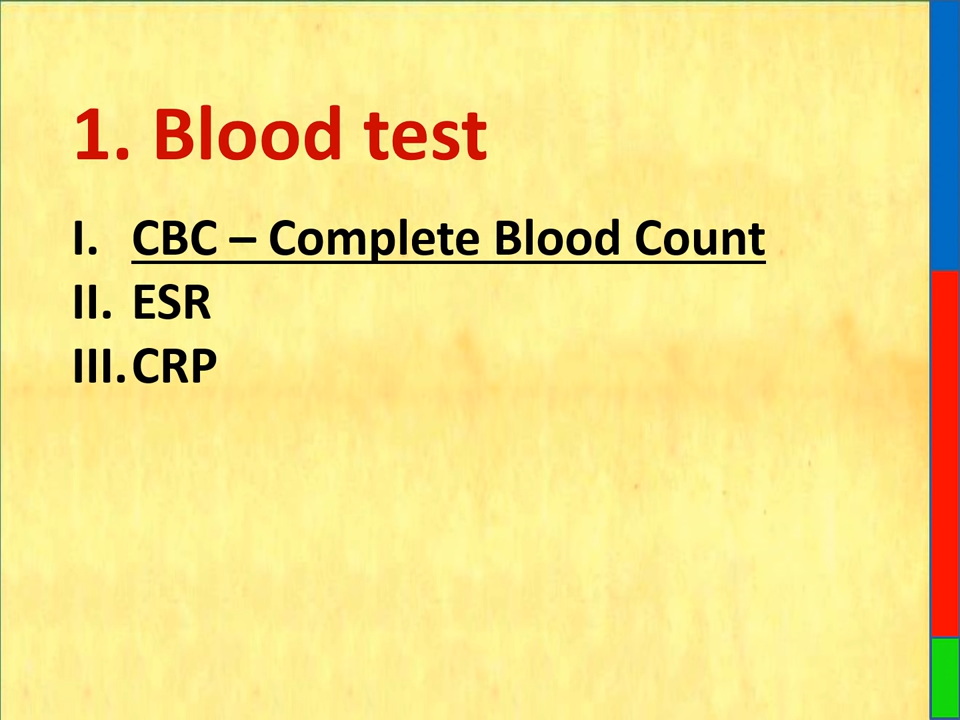 1. Blood test
I. CBC – Complete Blood Count
II. ESR
III. CRP